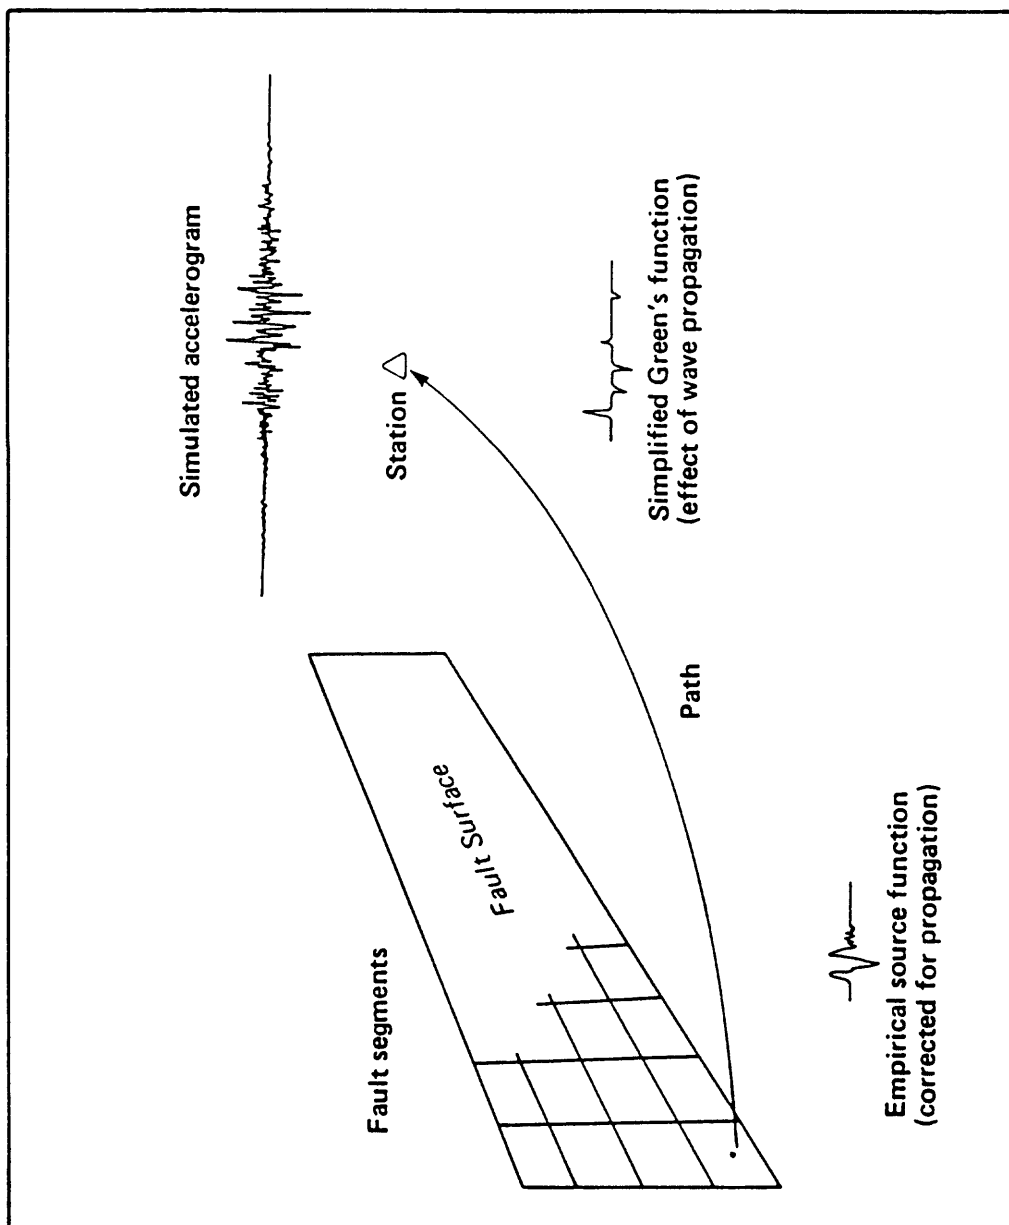 Simulated accelerogram
Station
Fault segments
Fault Surface
Path
Simplified Green's function
(effect of wave propagation)
Empirical source function
(corrected for propagation)